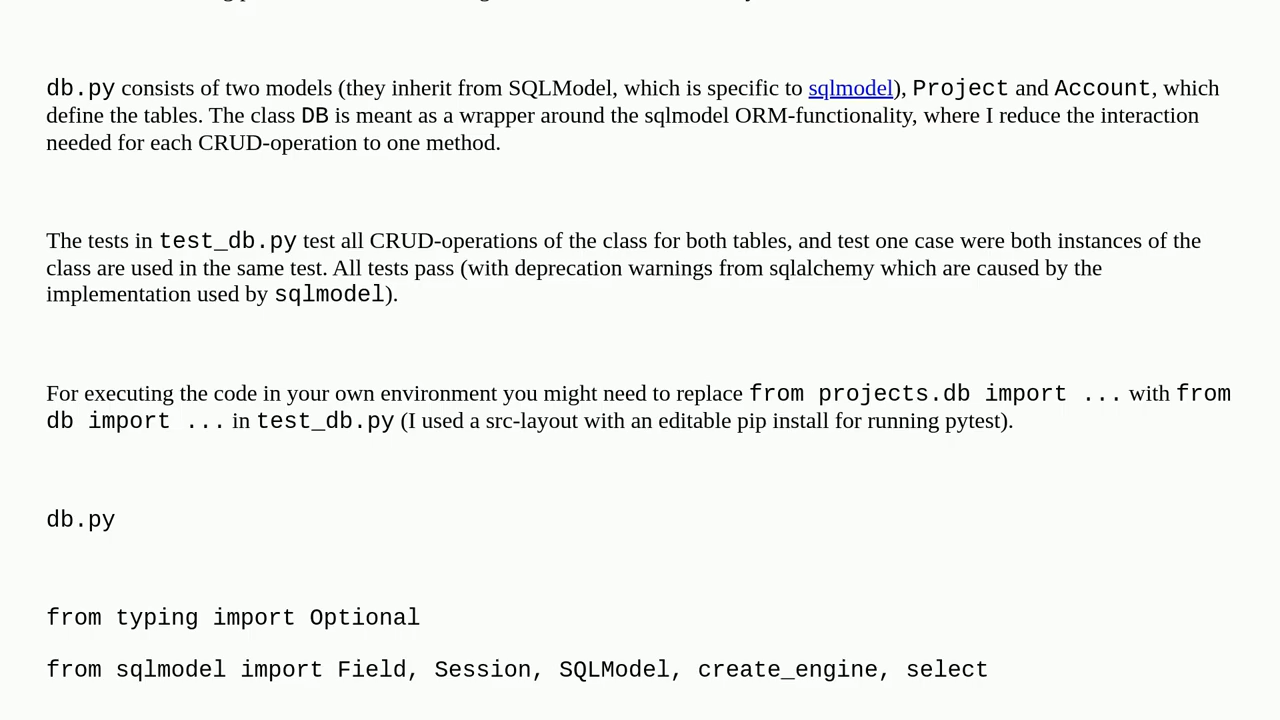 db.py consists of two models (they inherit from SQLModel, which is specific to sqlmodel), Project and Account, which
define the tables. The class DB is meant as a wrapper around the sqlmodel ORM-functionality, where I reduce the interaction
needed for each CRUD-operation to one method.
The tests in test_db.py test all CRUD-operations of the class for both tables, and test one case were both instances of the
class are used in the same test. All tests pass (with deprecation warnings from sqlalchemy which are caused by the
implementation used by sqlmodel).
For executing the code in your own environment you might need to replace from projects.db import ... with from
db import ... in test_db.py (I used a src-layout with an editable pip install for running pytest).
db.py
from typing import Optional
from sqlmodel import Field, Session, SQLModel, create_engine, select